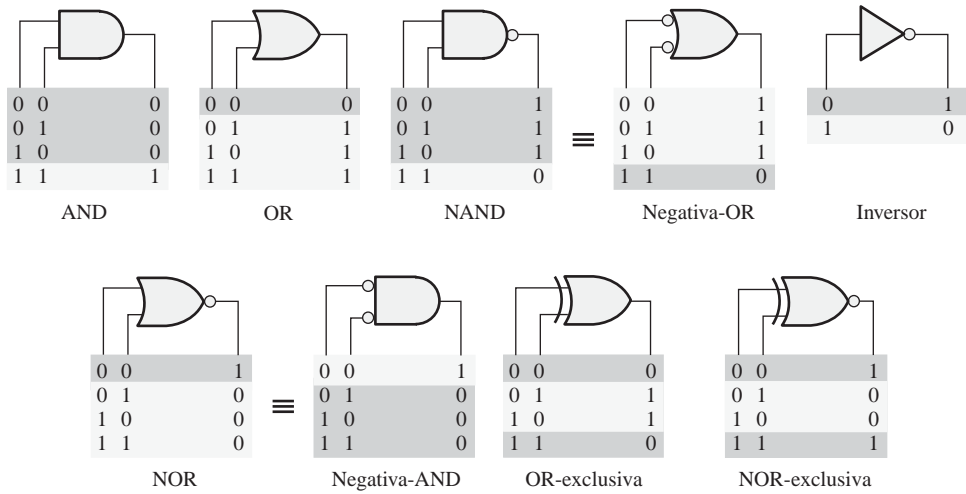 0 0 0
0 1 0
1 0 0
1 1 1
AND
0 0 0
0 1 1
1 0 1
1 1 1
OR
0 0 1
0 1 1
1 0 1
1 1 0
NAND
≡
0 0 1
0 1 1
1 0 1
1 1 0
Negativa-OR
0 1
1 0
Inversor
0 0 1
0 1 0
1 0 0
1 1 0
NOR
≡
0 0 1
0 1 0
1 0 0
1 1 0
Negativa-AND
0 0 0
0 1 1
1 0 1
1 1 0
OR-exclusiva
0 0 1
0 1 0
1 0 0
1 1 1
NOR-exclusiva